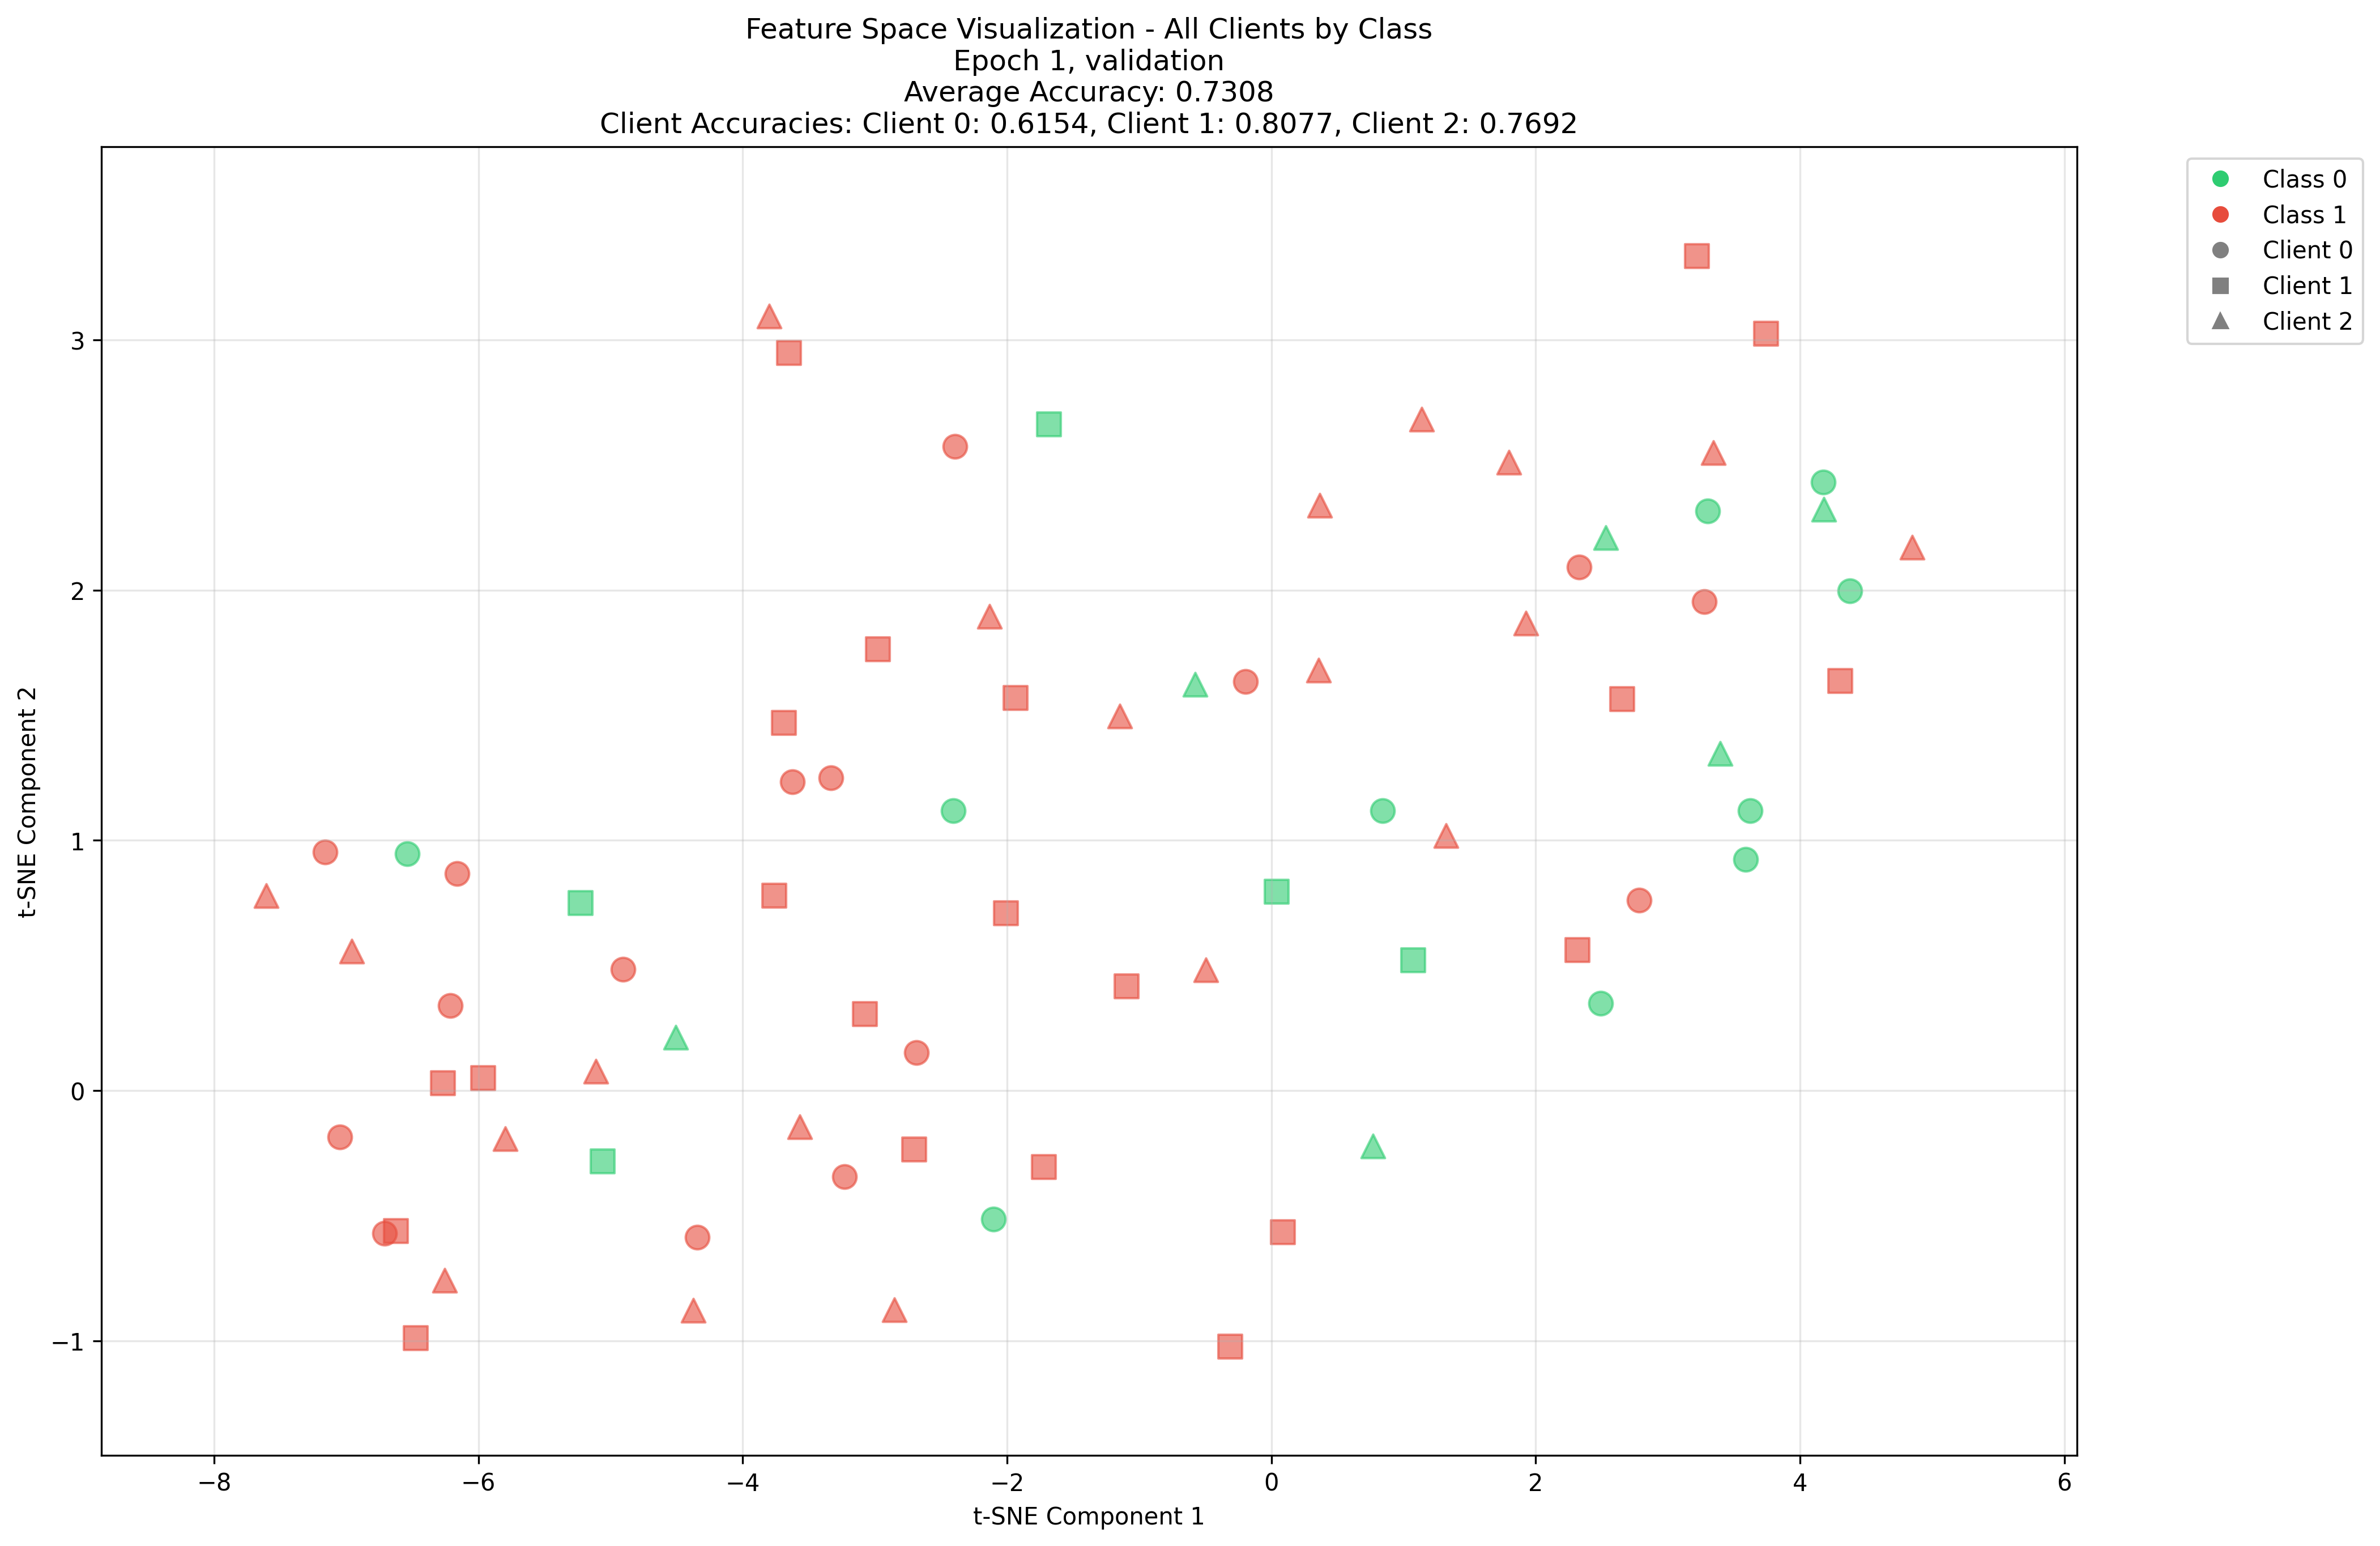 Feature Space Visualization - All Clients by Class
Epoch 1, validation
Average Accuracy: 0.7308
Client Accuracies: Client 0: 0.6154, Client 1: 0.8077, Client 2: 0.7692
Class 0
Class 1
Client 0
Client 1
Client 2
t-SNE Component 2
3
2
1
0
−1
−8
−6
−4
−2
0
2
4
6
t-SNE Component 1